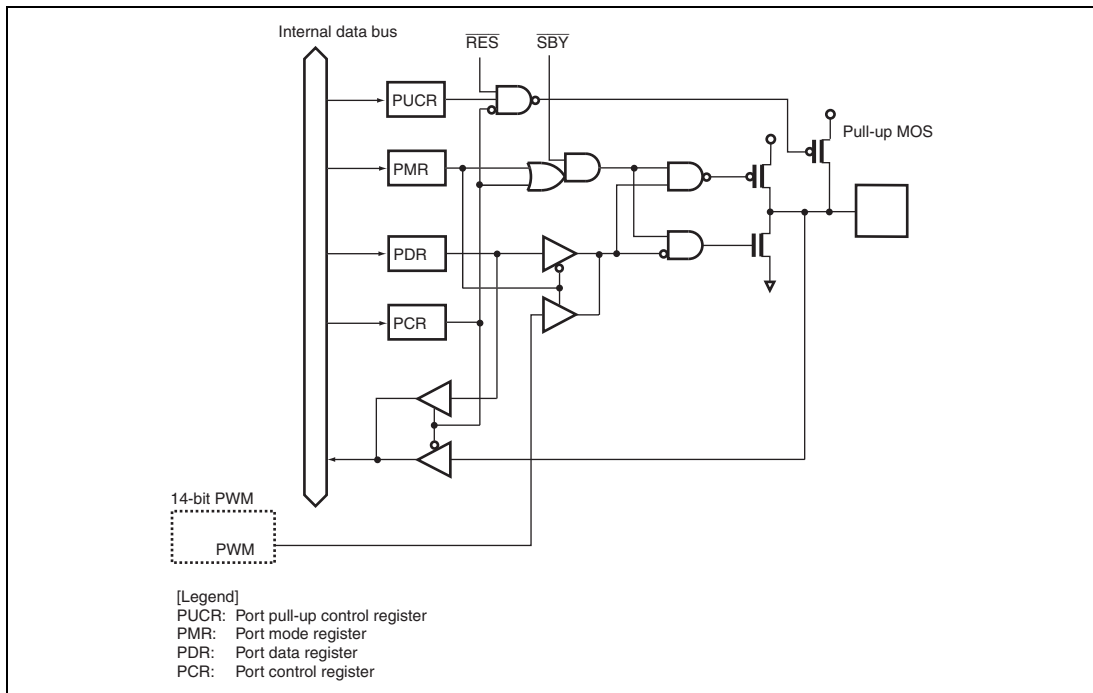 Internal data bus
RES
SBY
PUCR
Pull-up MOS
PMR
PDR
PCR
14-bit PWM
PWM
[Legend]
PUCR: Port pull-up control register
PMR: Port mode register
PDR: Port data register
PCR: Port control register